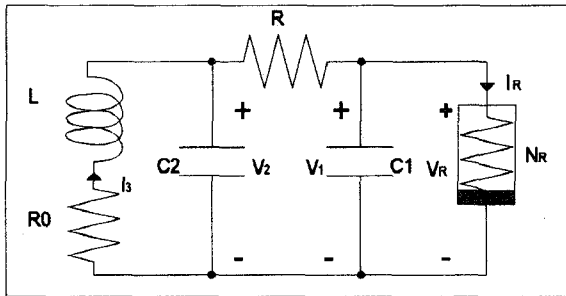 R
L
I3
R0
C2
+
V2
-
+
V1
-
C1
IR
+
VR
-
NR